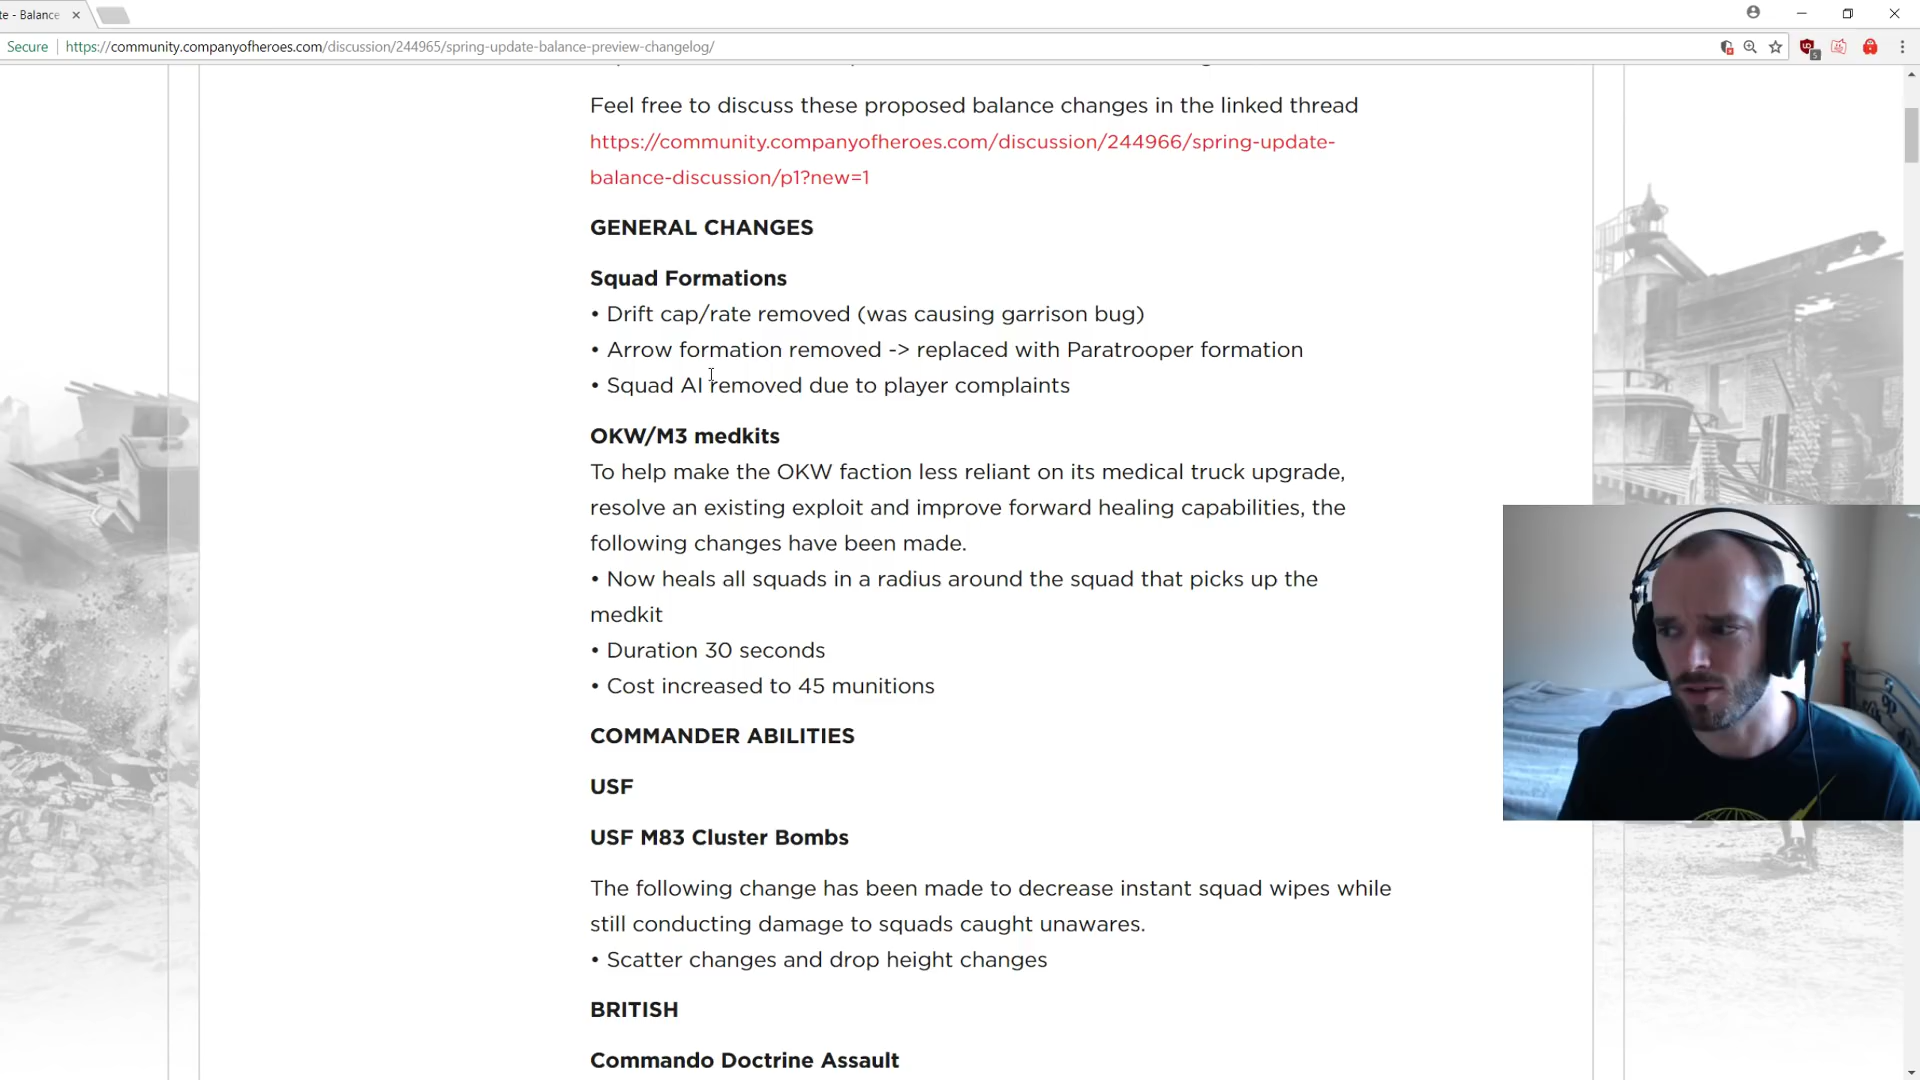 te - Balance
Secure https://community.companyofheroes.com/discussion/244965/spring-update-balance-preview-changelog/
Feel free to discuss these proposed balance changes in the linked thread
https://community.companyofheroes.com/discussion/244966/spring-update-
balance-discussion/p1?new=1
GENERAL CHANGES
Squad Formations
• Drift cap/rate removed (was causing garrison bug)
• Arrow formation removed -> replaced with Paratrooper formation
• Squad AI removed due to player complaints
OKW/M3 medkits
To help make the OKW faction less reliant on its medical truck upgrade,
resolve an existing exploit and improve forward healing capabilities, the
following changes have been made.
• Now heals all squads in a radius around the squad that picks up the
medkit
• Duration 30 seconds
• Cost increased to 45 munitions
COMMANDER ABILITIES
USF
USF M83 Cluster Bombs
The following change has been made to decrease instant squad wipes while
still conducting damage to squads caught unawares.
• Scatter changes and drop height changes
BRITISH
Commando Doctrine Assault